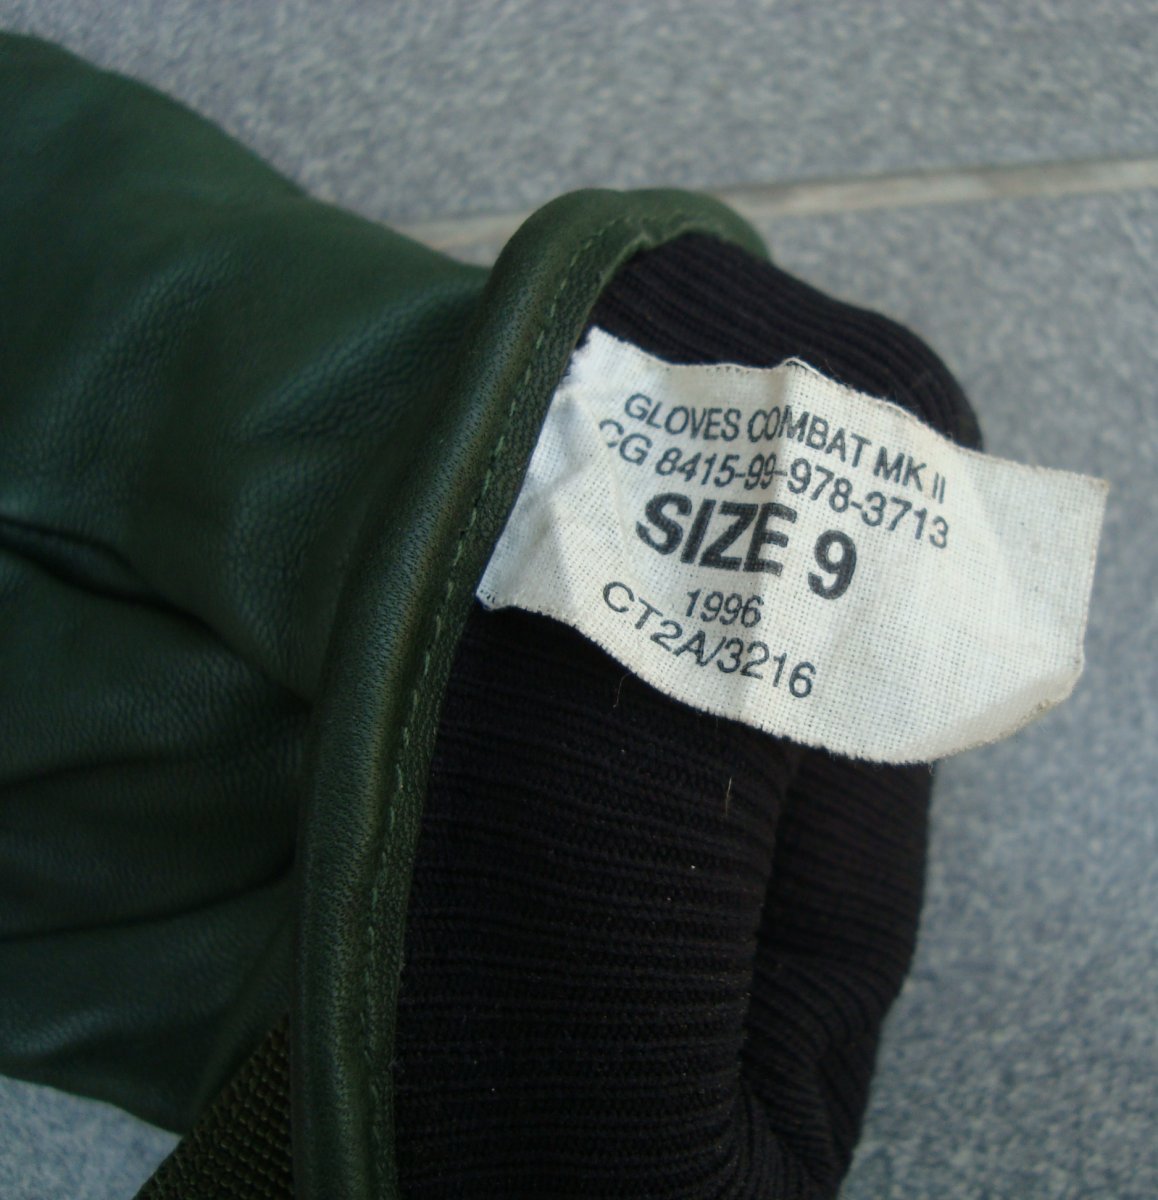 GLOVES COMBAT MK II
CG 8415-99-978-3713
SIZE 9
1996
CT2A/3216